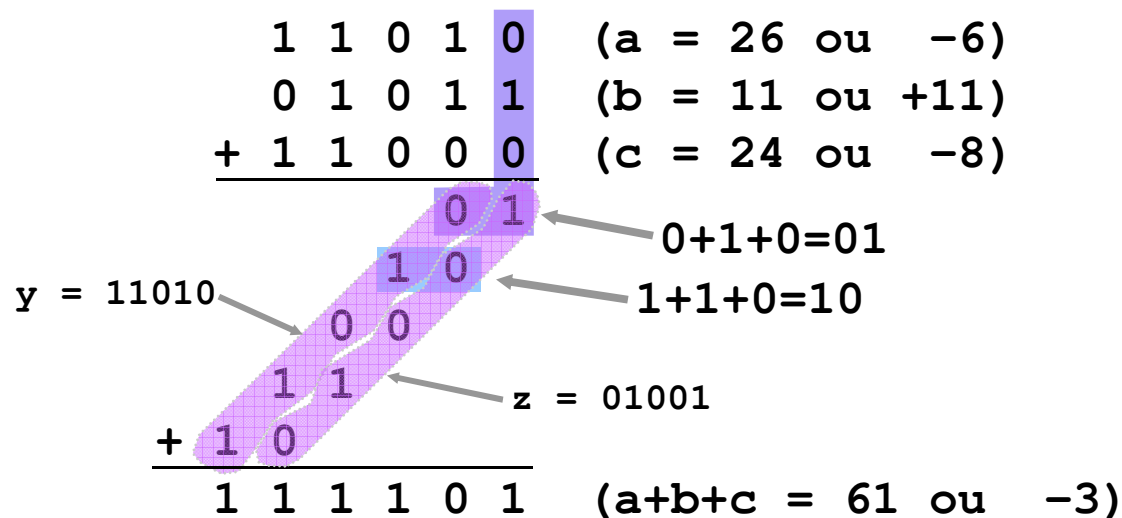 1 1 0 1 0 (a = 26 ou −6)
0 1 0 1 1 (b = 11 ou +11)
+ 1 1 0 0 0 (c = 24 ou −8)
0 1
0+1+0=01
1 0
1+1+0=10
y = 11010
0 0
1 1
z = 01001
+ 1 0
1 1 1 1 0 1 (a+b+c = 61 ou −3)